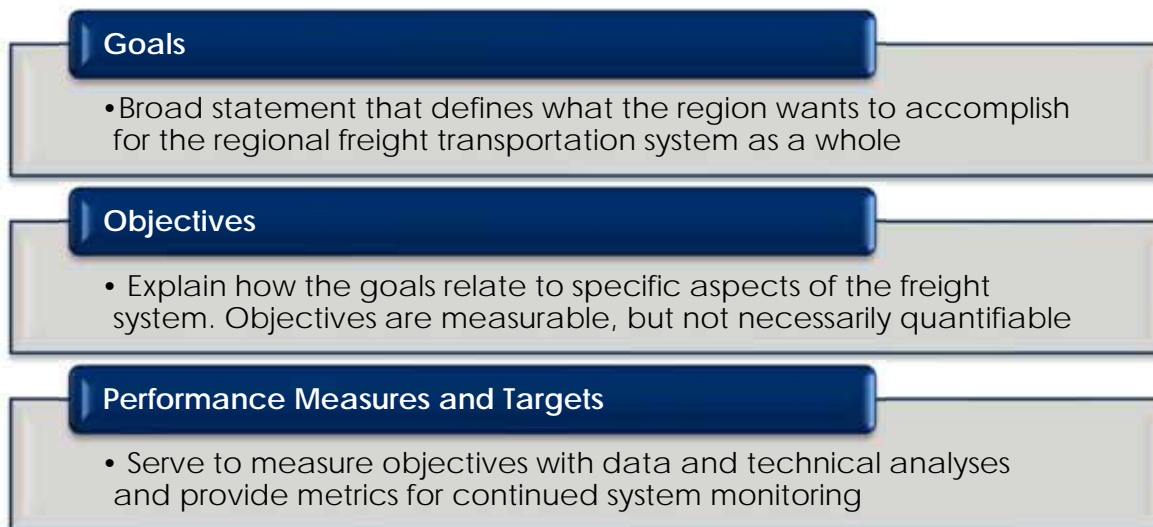 Goals
•Broad statement that defines what the region wants to accomplish
for the regional freight transportation system as a whole
Objectives
• Explain how the goals relate to specific aspects of the freight
system. Objectives are measurable, but not necessarily quantifiable
Performance Measures and Targets
• Serve to measure objectives with data and technical analyses
and provide metrics for continued system monitoring